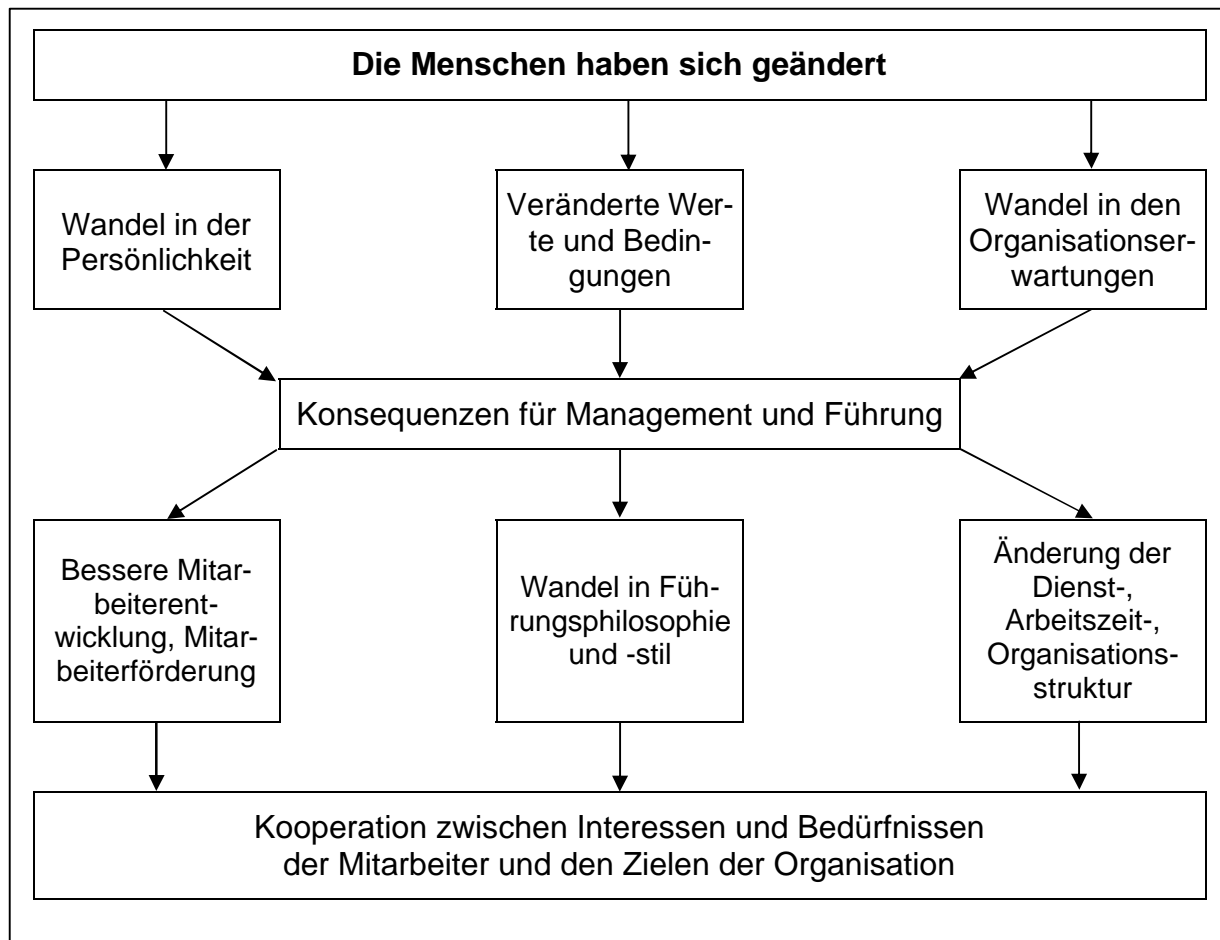 Die Menschen haben sich geändert
Wandel in der
Persönlichkeit
Veränderte Wer-
te und Bedin-
gungen
Wandel in den
Organisationser-
wartungen
Konsequenzen für Management und Führung
Bessere Mitar-
beiterent-
wicklung, Mitar-
beiterförderung
Wandel in Füh-
rungsphilosophie
und -stil
Änderung der
Dienst-,
Arbeitszeit-,
Organisations-
struktur
Kooperation zwischen Interessen und Bedürfnissen
der Mitarbeiter und den Zielen der Organisation